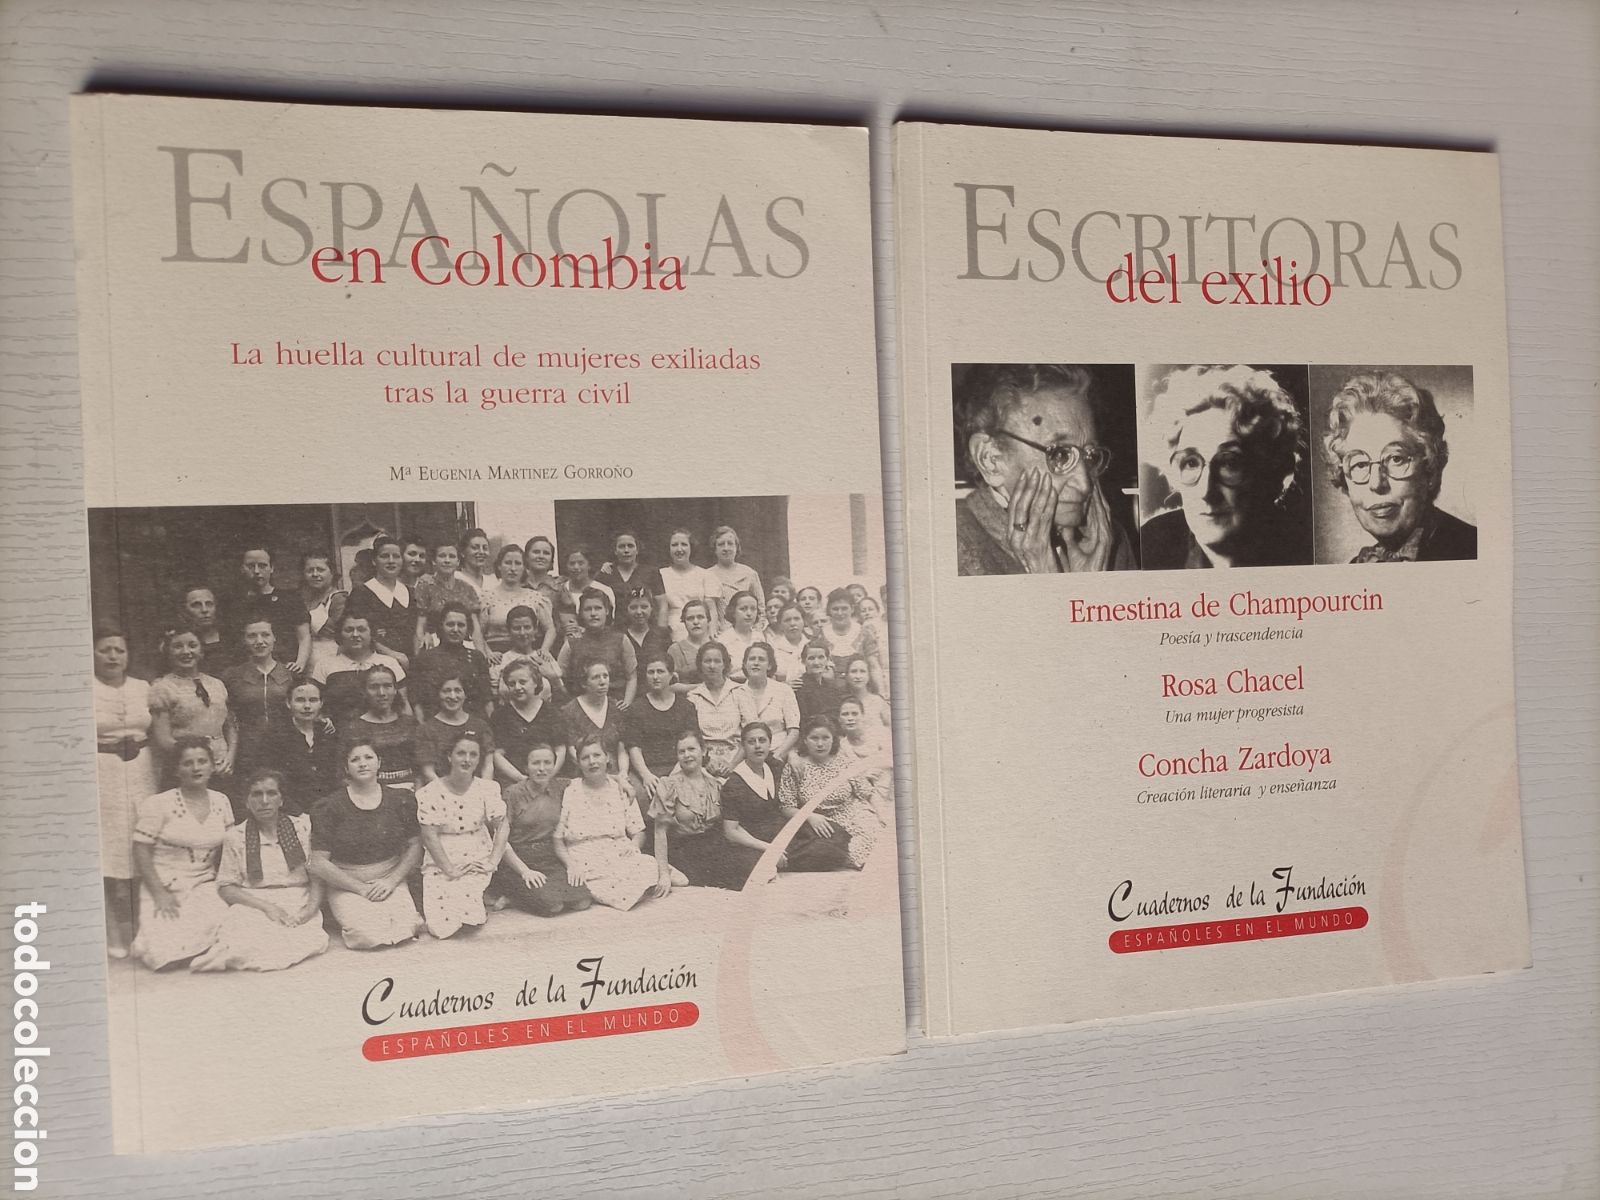 ESPAÑOLAS
en Colombia
La huella cultural de mujeres exiliadas
tras la guerra civil
Mª EUGENIA MARTINEZ GORROÑO
Cuadernos de la Fundación
ESPAÑOLES EN EL MUNDO
ESCRITORAS
del exilio
Ernestina de Champourcin
Poesía y trascendencia
Rosa Chacel
Una mujer progresista
Concha Zardoya
Creación literaria y enseñanza
Cuadernos de la Fundación
ESPAÑOLES EN EL MUNDO
todocoleccion